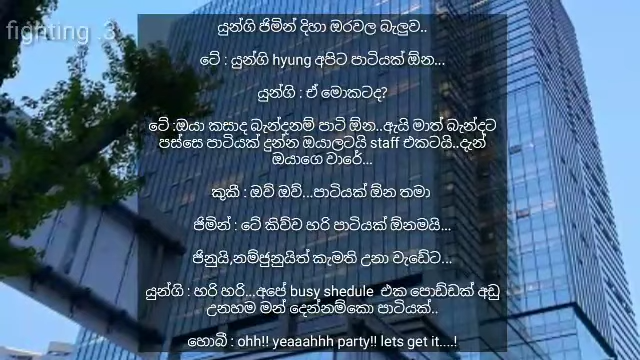 fighting .3
යුන්ගි ජිමින් දිහා ඔරවල බැලුව..
ටේ : යුන්ගි hyung අපිට පාටියක් ඕන...
යුන්ගි : ඒ මොකටද?
ටේ :ඔයා කසාද බැන්දනම් පාටි ඕන..ඇයි මාත් බැන්දට
පස්සෙ පාටියක් දුන්න ඔයාලටයි staff එකටයි..දැන්
ඔයාගෙ වාරේ...
කුකී : ඔව් ඔව්...පාටියක් ඕන තමා
ජිමින් : ටේ කිව්ව හරි පාටියක් ඕනමයි...
ජිනුයි,නම්ජුනුයිත් කැමති උනා වැඩේට...
යුන්ගි : හරි හරි...අපේ busy shedule එක පොඩ්ඩක් අඩු
උනහම මන් දෙන්නම්කො පාටියක්..
හොබී : ohh!! yeaaahhh party!! lets get it....!